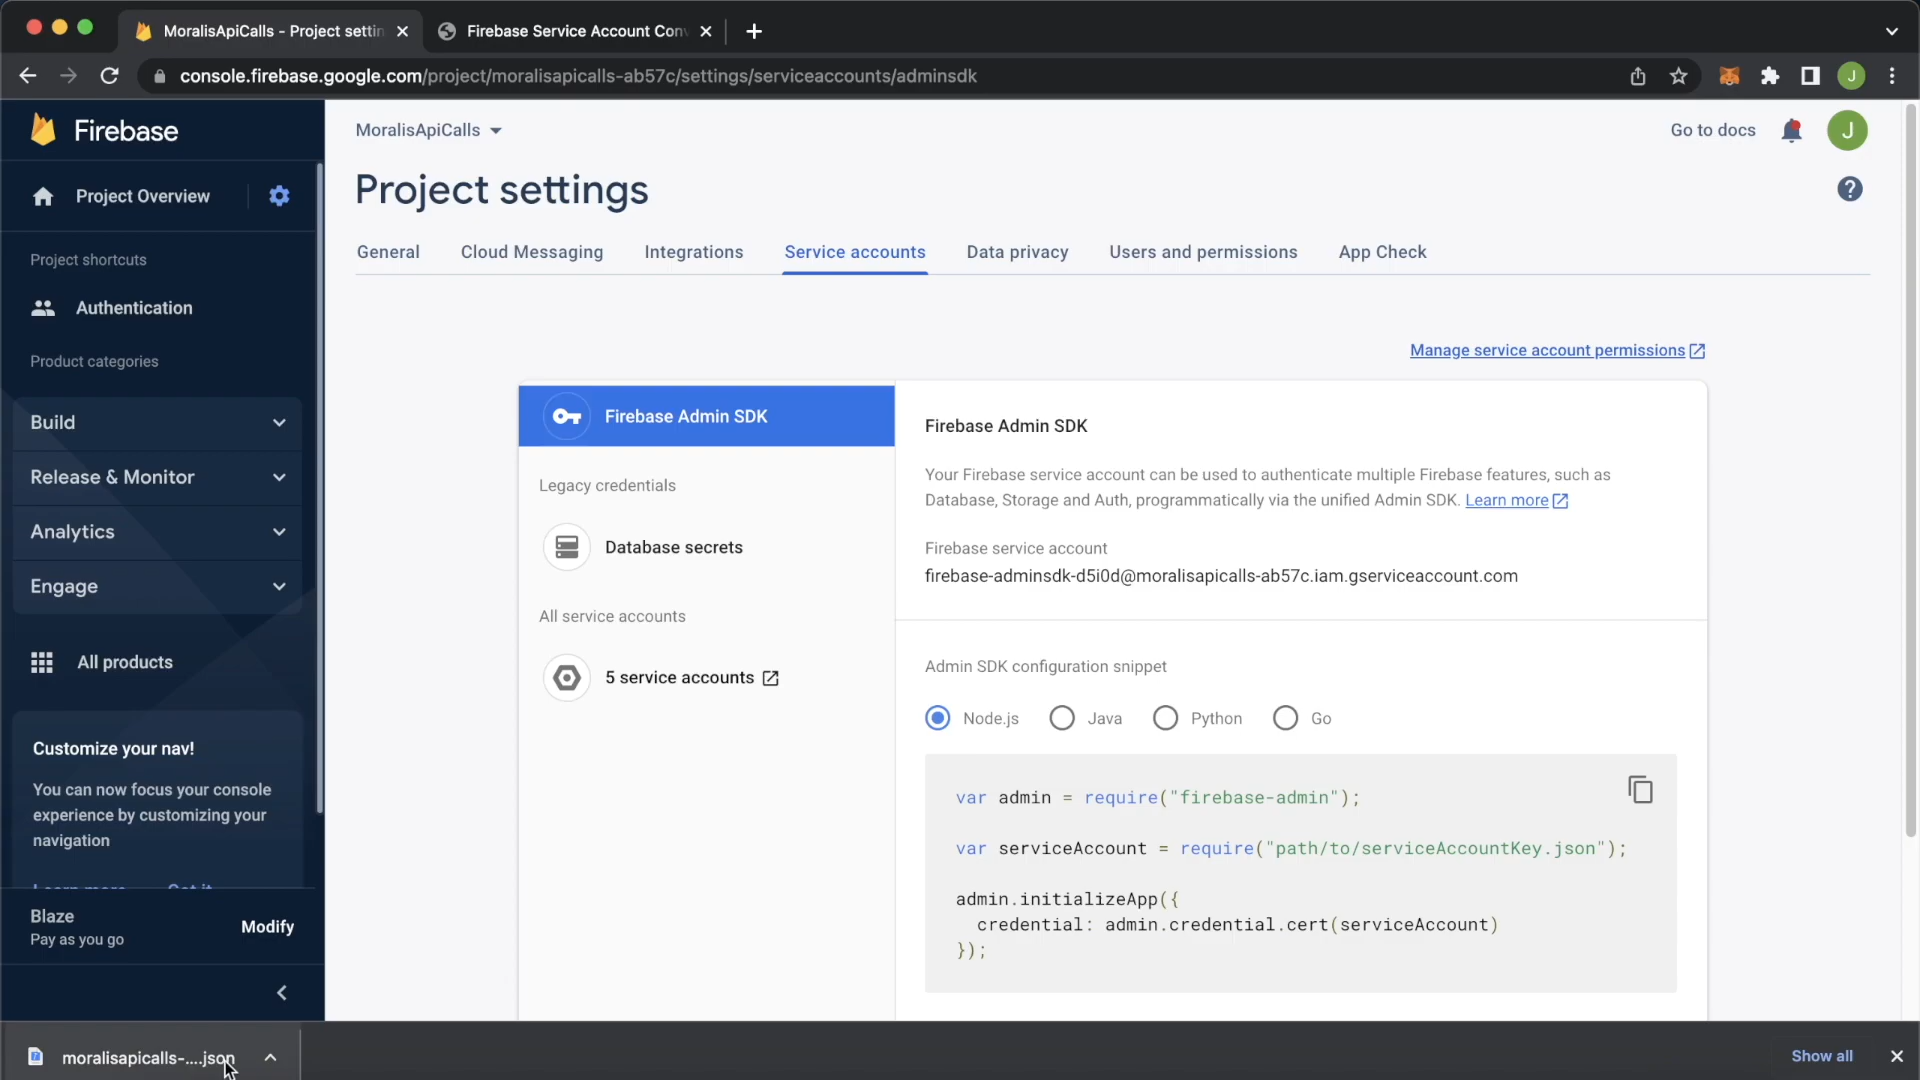 MoralisApiCalls - Project settin
Firebase Service Account Con
console.firebase.google.com/project/moralisapicalls-ab57c/settings/serviceaccounts/adminsdk
J
Firebase
MoralisApiCalls
Go to docs
J
Project Overview
Project settings
Project shortcuts
General
Cloud Messaging
Integrations
Service accounts
Data privacy
Users and permissions
App Check
Authentication
Product categories
Manage service account permissions
Build
Release & Monitor
Analytics
Engage
All products
Firebase Admin SDK
Legacy credentials
Database secrets
All service accounts
5 service accounts
Firebase Admin SDK
Your Firebase service account can be used to authenticate multiple Firebase features, such as
Database, Storage and Auth, programmatically via the unified Admin SDK. Learn more
Firebase service account
firebase-adminsdk-d5i0d@moralisapicalls-ab57c.iam.gserviceaccount.com
Admin SDK configuration snippet
Node.js
Java
Python
Go
var admin = require("firebase-admin");
var serviceAccount = require("path/to/serviceAccountKey.json");
admin.initializeApp({
credential: admin.credential.cert(serviceAccount)
});
Customize your nav!
You can now focus your console
experience by customizing your
navigation
Learn more
Got it
Blaze
Pay as you go
Modify
moralisapicalls-....json
Show all